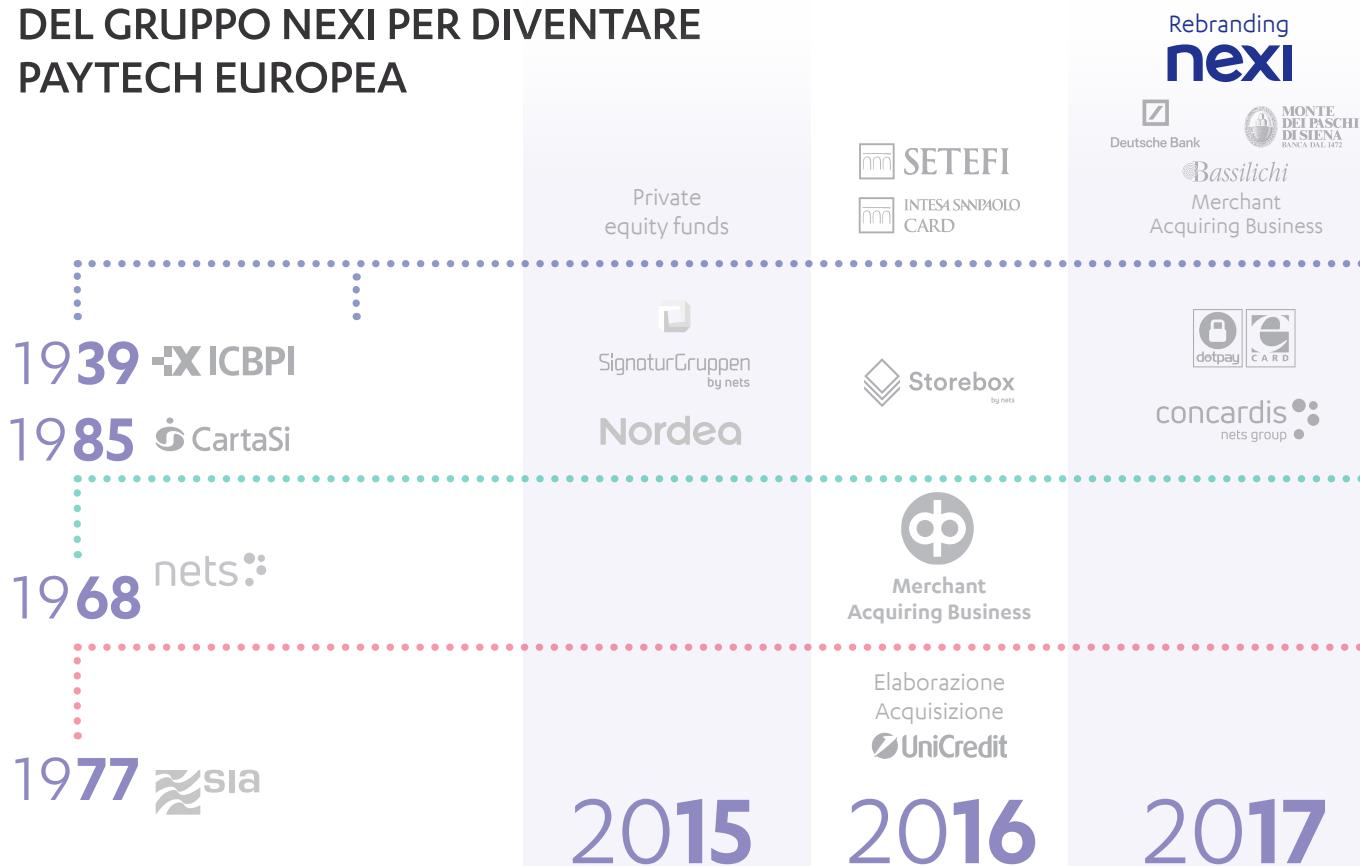 DEL GRUPPO NEXI PER DIVENTARE
PAYTECH EUROPEA
Rebranding
nexi
Deutsche Bank
MONTE
DEI PASCHI
DI SIENA
BANCA DAL 1472
Bassilichi
Merchant
Acquiring Business
SETEFI
INTESA SANPAOLO
CARD
Private
equity funds
1939 ICBPI
1985 CartaSi
SignaturGruppen
by nets
Nordea
Storebox
by nets
dotpay
e
CARD
concardis
nets group
1968 nets
op
Merchant
Acquiring Business
1977 sia
Elaborazione
Acquisizione
UniCredit
2015
2016
2017